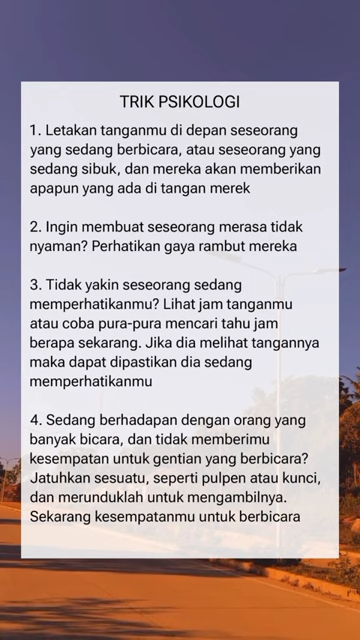 TRIK PSIKOLOGI
1. Letakan tanganmu di depan seseorang
yang sedang berbicara, atau seseorang yang
sedang sibuk, dan mereka akan memberikan
apapun yang ada di tangan merek
2. Ingin membuat seseorang merasa tidak
nyaman? Perhatikan gaya rambut mereka
3. Tidak yakin seseorang sedang
memperhatikanmu? Lihat jam tanganmu
atau coba pura-pura mencari tahu jam
berapa sekarang. Jika dia melihat tangannya
maka dapat dipastikan dia sedang
memperhatikanmu
4. Sedang berhadapan dengan orang yang
banyak bicara, dan tidak memberimu
kesempatan untuk gentian yang berbicara?
Jatuhkan sesuatu, seperti pulpen atau kunci,
dan merunduklah untuk mengambilnya.
Sekarang kesempatanmu untuk berbicara